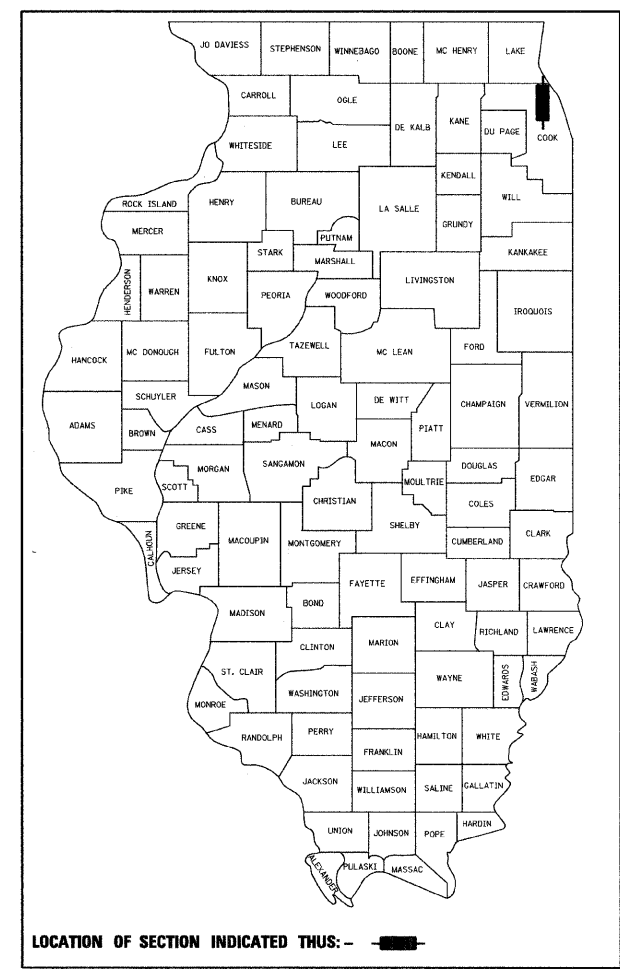 JO DAVIESS STEPHENSON WINNEBAGO BOONE MC HENRY LAKE
CARROLL OGLE DE KALB KANE DU PAGE COOK
WHITESIDE LEE
KENDALL
ROCK ISLAND HENRY BUREAU LA SALLE GRUNDY WILL
MERCER PUTNAM
STARK MARSHALL KANKAKEE
HENDERSON WARREN KNOX PEORIA WOODFORD LIVINGSTON IROQUOIS
HANCOCK MC DONOUGH FULTON TAZEWELL MC LEAN FORD
SCHUYLER MASON LOGAN DE WITT CHAMPAIGN VERMILION
ADAMS BROWN CASS MENARD MACON PIATT
PIKE SCOTT MORGAN SANGAMON CHRISTIAN MOULTRIE DOUGLAS EDGAR
COLES
CALHOUN GREENE MACOUPIN MONTGOMERY SHELBY CUMBERLAND CLARK
JERSEY FAYETTE EFFINGHAM JASPER CRAWFORD
MADISON BOND
CLAY RICHLAND LAWRENCE
CLINTON MARION
ST. CLAIR WAYNE EDWARDS WABASH
MONROE WASHINGTON JEFFERSON
RANDOLPH PERRY HAMILTON WHITE
FRANKLIN
JACKSON WILLIAMSON SALINE GALLATIN
UNION JOHNSON POPE HARDIN
ALEXANDER PULASKI MASSAC
LOCATION OF SECTION INDICATED THUS: -